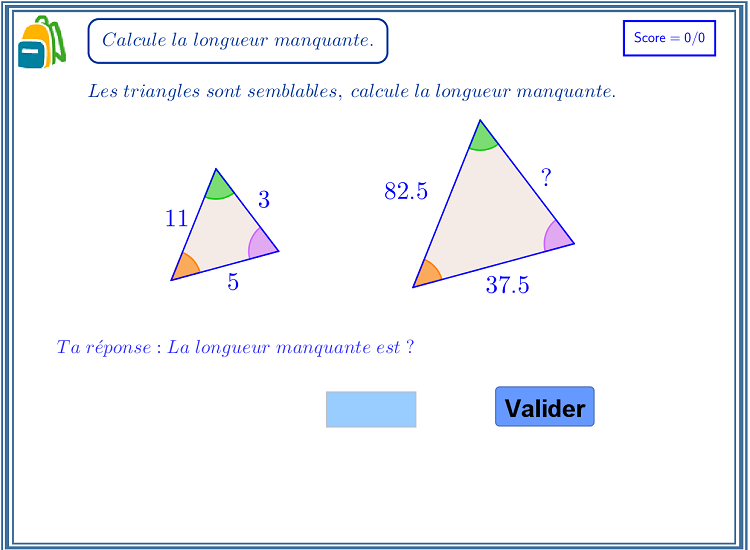 Calcule la longueur manquante.
Score = 0/0
Les triangles sont semblables, calcule la longueur manquante.
82.5
?
11
3
5
37.5
Ta réponse : La longueur manquante est ?
Valider